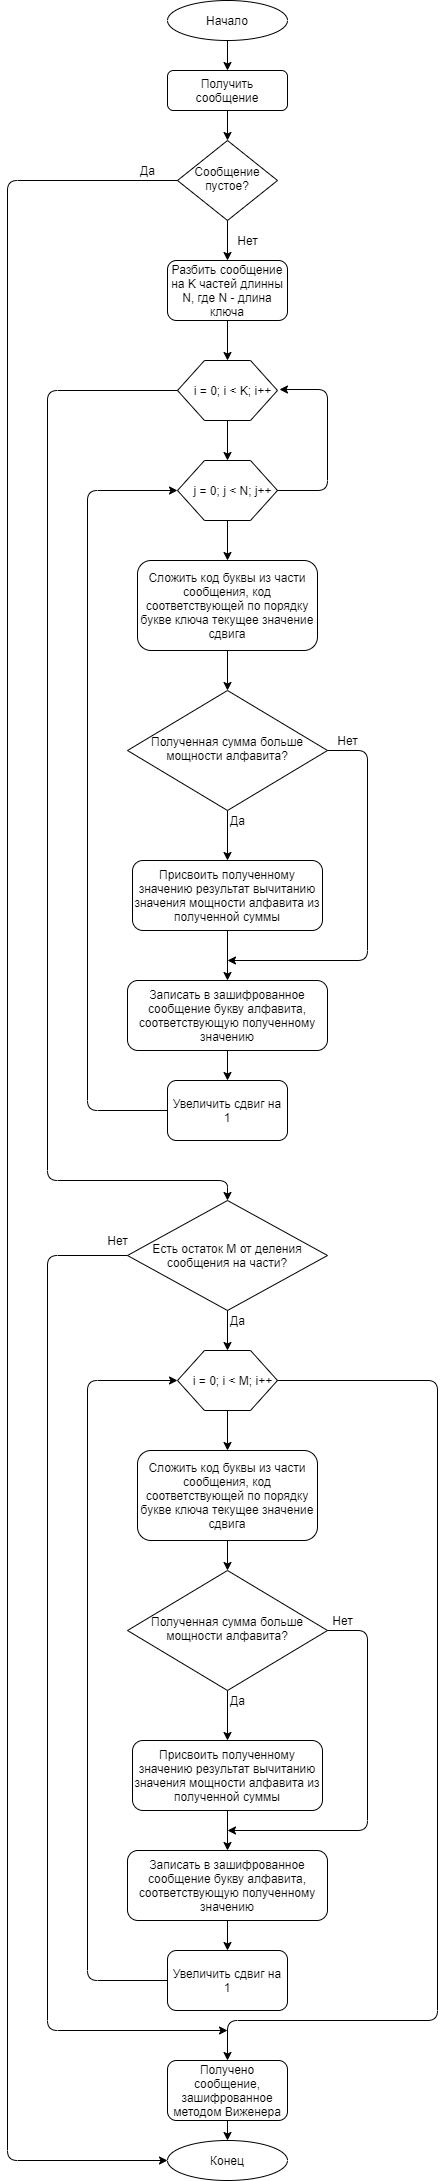 Начало
Получить
сообщение
Сообщение
пустое?
Да
Нет
Разбить сообщение
на K частей длинны
N, где N - длина
ключа
i = 0; i < K; i++
j = 0; j < N; j++
Сложить код буквы из части
сообщения, код
соответствующей по порядку
букве ключа текущее значение
сдвига
Полученная сумма больше
мощности алфавита?
Нет
Да
Присвоить полученному
значению результат вычитанию
значения мощности алфавита из
полученной суммы
Записать в зашифрованное
сообщение букву алфавита,
соответствующую полученному
значению
Увеличить сдвиг на
1
Есть остаток M от деления
сообщения на части?
Нет
Да
i = 0; i < M; i++
Сложить код буквы из части
сообщения, код
соответствующей по порядку
букве ключа текущее значение
сдвига
Полученная сумма больше
мощности алфавита?
Нет
Да
Присвоить полученному
значению результат вычитанию
значения мощности алфавита из
полученной суммы
Записать в зашифрованное
сообщение букву алфавита,
соответствующую полученному
значению
Увеличить сдвиг на
1
Получено
сообщение,
зашифрованное
методом Виженера
Конец